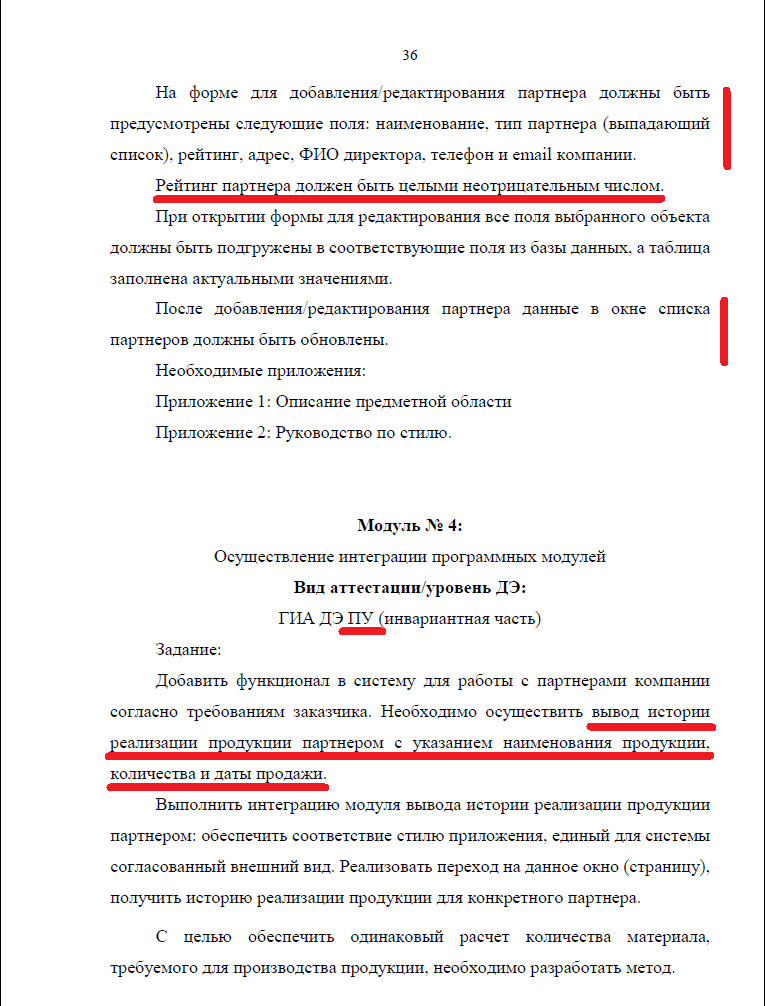 36
На форме для добавления/редактирования партнера должны быть
предусмотрены следующие поля: наименование, тип партнера (выпадающий
список), рейтинг, адрес, ФИО директора, телефон и email компании.
Рейтинг партнера должен быть целыми неотрицательным числом.
При открытии формы для редактирования все поля выбранного объекта
должны быть подгружены в соответствующие поля из базы данных, а таблица
заполнена актуальными значениями.
После добавления/редактирования партнера данные в окне списка
партнеров должны быть обновлены.
Необходимые приложения:
Приложение 1: Описание предметной области
Приложение 2: Руководство по стилю.
Модуль № 4:
Осуществление интеграции программных модулей
Вид аттестации/уровень ДЭ:
ГИА ДЭ ПУ (инвариантная часть)
Задание:
Добавить функционал в систему для работы с партнерами компании
согласно требованиям заказчика. Необходимо осуществить вывод истории
реализации продукции партнером с указанием наименования продукции,
количества и даты продажи.
Выполнить интеграцию модуля вывода истории реализации продукции
партнером: обеспечить соответствие стилю приложения, единый для системы
согласованный внешний вид. Реализовать переход на данное окно (страницу),
получить историю реализации продукции для конкретного партнера.
С целью обеспечить одинаковый расчет количества материала,
требуемого для производства продукции, необходимо разработать метод.